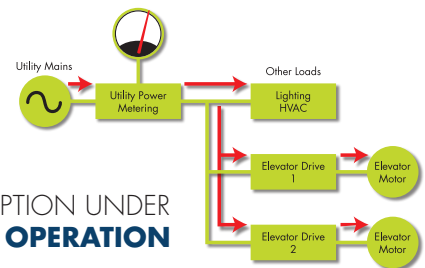 Utility Mains
Other Loads
Utility Power
Metering
Lighting
HVAC
Elevator Drive
1
Elevator
Motor
PTION UNDER
OPERATION
Elevator Drive
2
Elevator
Motor